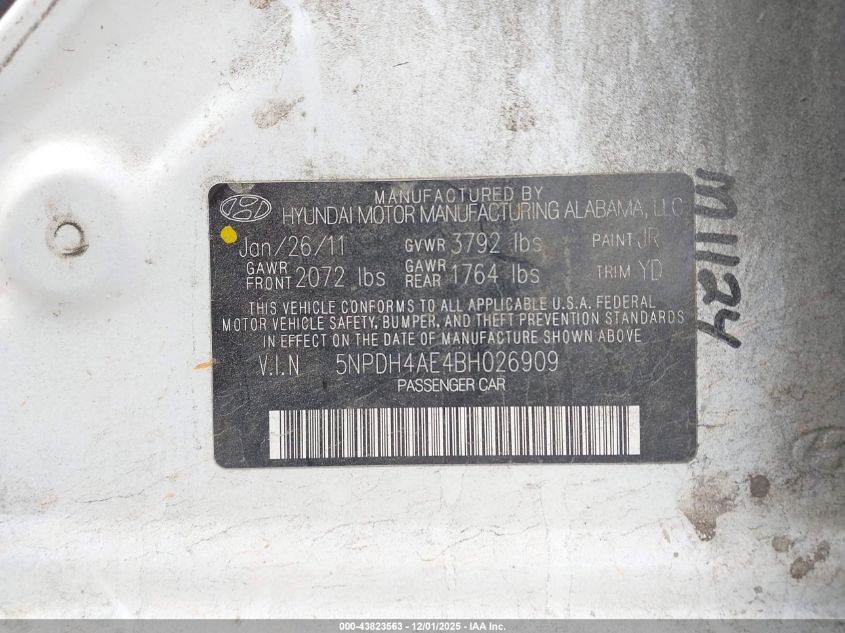 MANUFACTURED BY
HYUNDAI MOTOR MANUFACTURING ALABAMA, LLC
Jan/26/11 GVWR 3792 lbs PAINT JR
GAWR FRONT 2072 lbs GAWR REAR 1764 lbs TRIM YD
THIS VEHICLE CONFORMS TO ALL APPLICABLE U.S.A. FEDERAL
MOTOR VEHICLE SAFETY, BUMPER, AND THEFT PREVENTION STANDARDS
IN EFFECT ON THE DATE OF MANUFACTURE SHOWN ABOVE
V.I.N 5NPDH4AE4BH026909
PASSENGER CAR
M1124
000-43823563 - 12/01/2025 - IAA Inc.